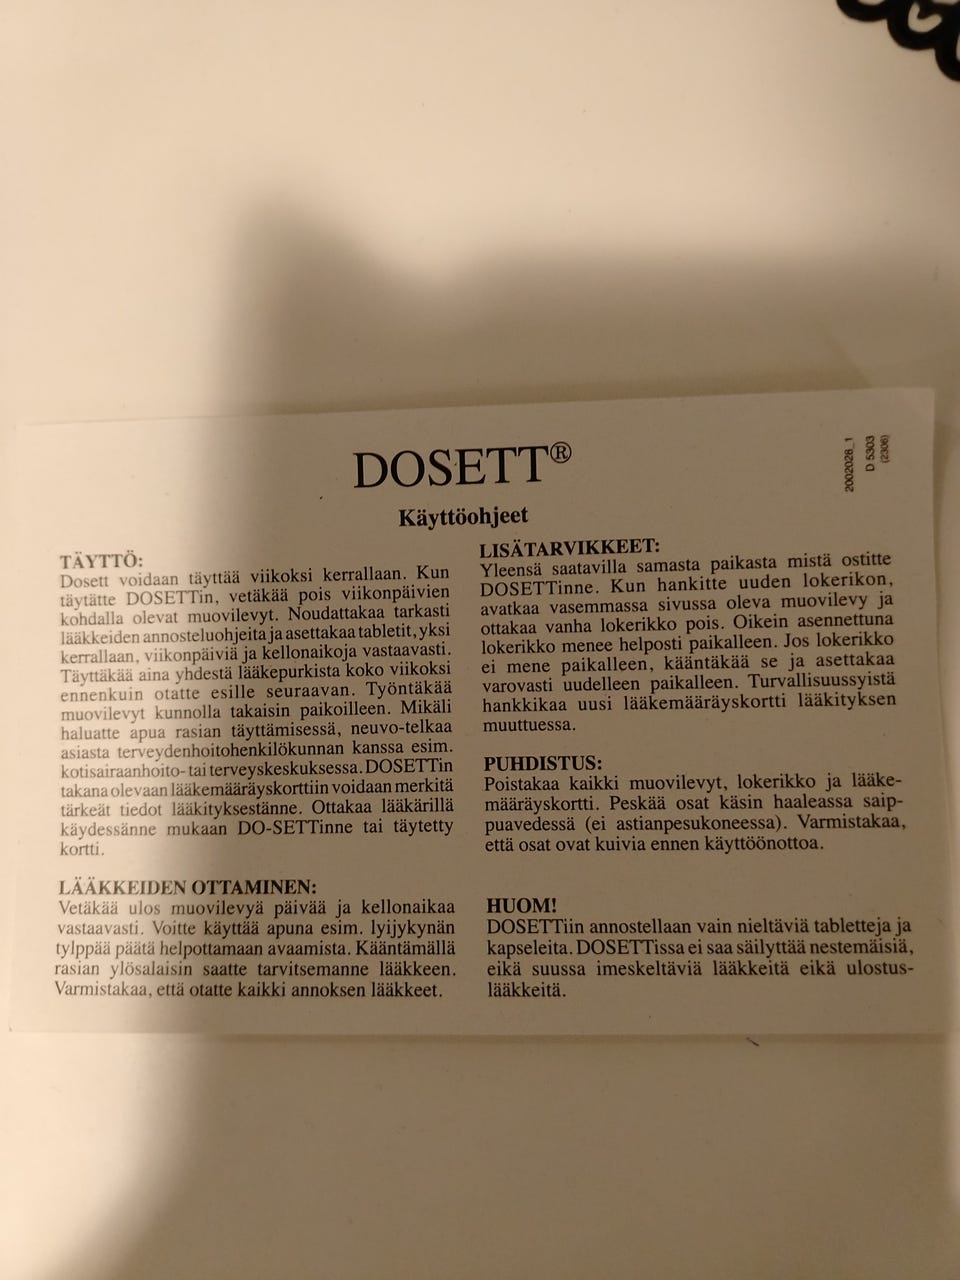 DOSETT®
Käyttöohjeet
2002028_1
D 5303
(2306)
TÄYTTÖ:
Dosett voidaan täyttää viikoksi kerrallaan. Kun
täytätte DOSETTin, vetäkää pois viikonpäivien
kohdalla olevat muovilevyt. Noudattakaa tarkasti
lääkkeiden annosteluohjeita ja asettakaa tabletit, yksi
kerrallaan, viikonpäiviä ja kellonaikoja vastaavasti.
Täyttäkää aina yhdestä lääkepurkista koko viikoksi
ennenkuin otatte esille seuraavan. Työntäkää
muovilevyt kunnolla takaisin paikoilleen. Mikäli
haluatte apua rasian täyttämisessä, neuvo-telkaa
asiasta terveydenhoitohenkilökunnan kanssa esim.
kotisairaanhoito- tai terveyskeskuksessa. DOSETTin
takana olevaan lääkemääräyskorttiin voidaan merkitä
tärkeät tiedot lääkityksestänne. Ottakaa lääkärillä
käydessänne mukaan DO-SETTinne tai täytetty
kortti.
LÄÄKKEIDEN OTTAMINEN:
Vetäkää ulos muovilevyä päivää ja kellonaikaa
vastaavasti. Voitte käyttää apuna esim. lyijykynän
tylppää päätä helpottamaan avaamista. Kääntämällä
rasian ylösalaisin saatte tarvitsemanne lääkkeen.
Varmistakaa, että otatte kaikki annoksen lääkkeet.
LISÄTARVIKKEET:
Yleensä saatavilla samasta paikasta mistä ostitte
DOSETTinne. Kun hankitte uuden lokerikon,
avatkaa vasemmassa sivussa oleva muovilevy ja
ottakaa vanha lokerikko pois. Oikein asennettuna
lokerikko menee helposti paikalleen. Jos lokerikko
ei mene paikalleen, kääntäkää se ja asettakaa
varovasti uudelleen paikalleen. Turvallisuussyistä
hankkikaa uusi lääkemääräyskortti lääkityksen
muuttuessa.
PUHDISTUS:
Poistakaa kaikki muovilevyt, lokerikko ja lääke-
määräyskortti. Peskää osat käsin haaleassa saip-
puavedessä (ei astianpesukoneessa). Varmistakaa,
että osat ovat kuivia ennen käyttöönottoa.
HUOM!
DOSETTiin annostellaan vain nieltäviä tabletteja ja
kapseleita. DOSETTissa ei saa säilyttää nestemäisiä,
eikä suussa imeskeltäviä lääkkeitä eikä ulostus-
lääkkeitä.